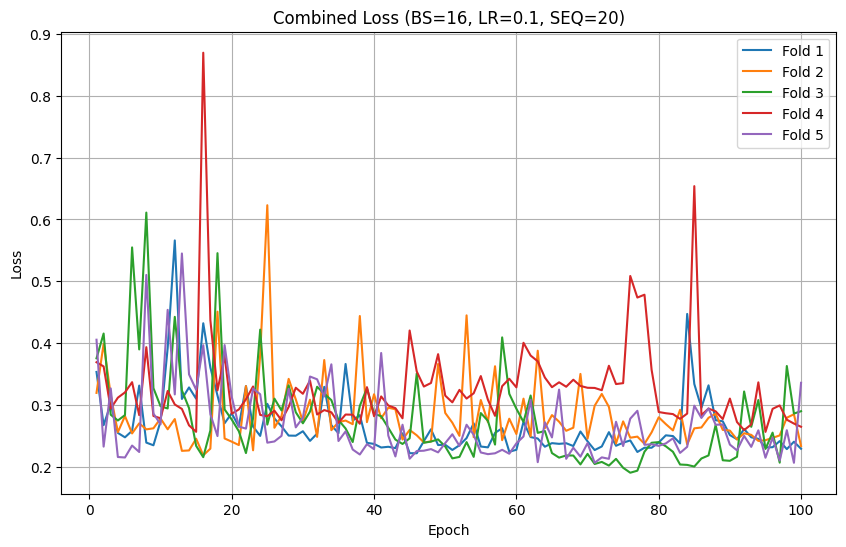 Combined Loss (BS=16, LR=0.1, SEQ=20)
Fold 1
Fold 2
Fold 3
Fold 4
Fold 5
Loss
0.9
0.8
0.7
0.6
0.5
0.4
0.3
0.2
0 20 40 60 80 100
Epoch